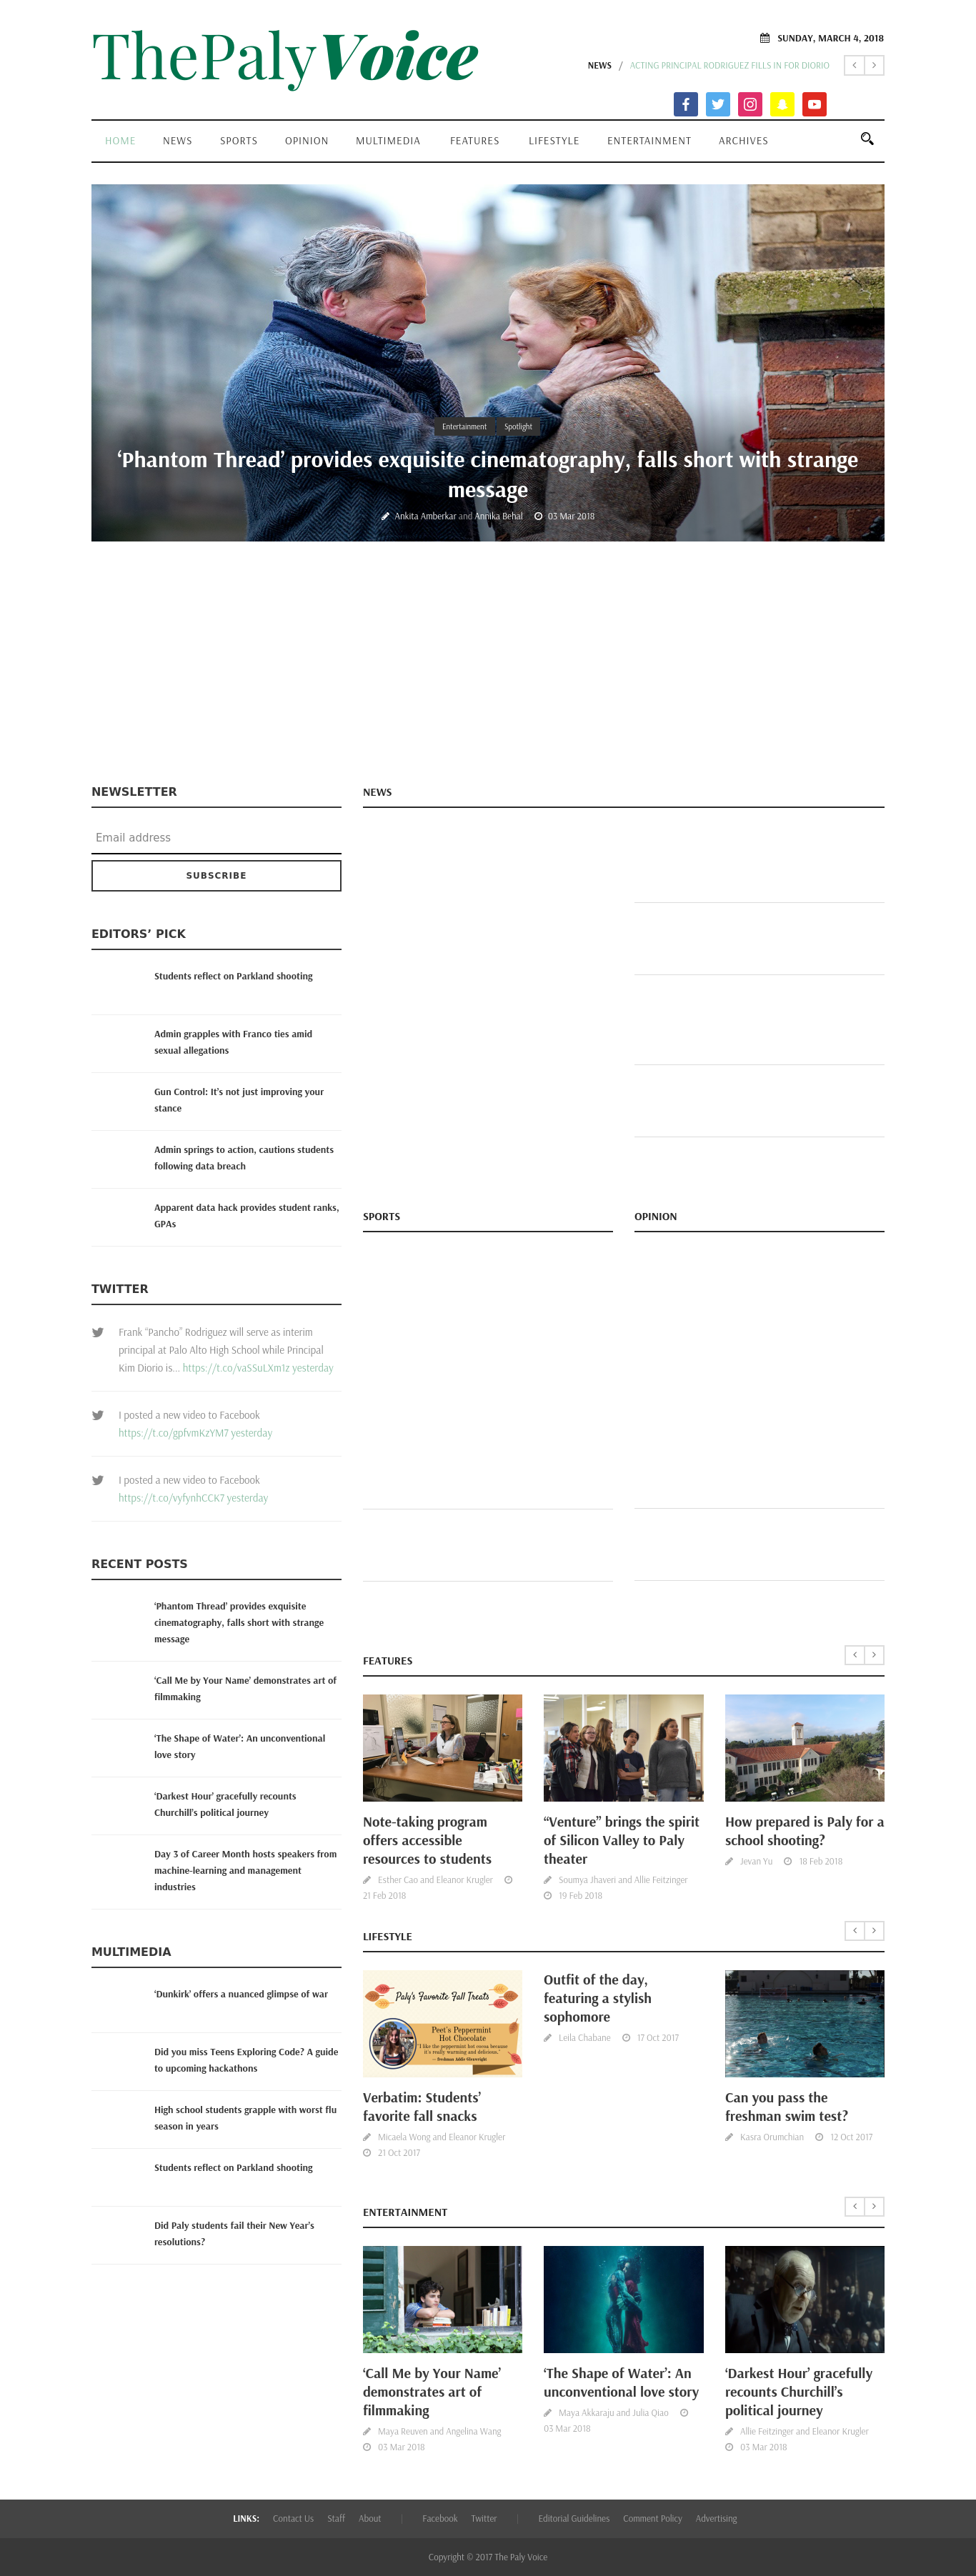 ThePalyVoice
SUNDAY, MARCH 4, 2018
NEWS / ACTING PRINCIPAL RODRIGUEZ FILLS IN FOR DIORIO
HOME NEWS SPORTS OPINION MULTIMEDIA FEATURES LIFESTYLE ENTERTAINMENT ARCHIVES
Entertainment Spotlight
‘Phantom Thread’ provides exquisite cinematography, falls short with strange
message
Ankita Amberkar and Annika Behal 03 Mar 2018
NEWSLETTER
Email address
SUBSCRIBE
EDITORS’ PICK
Students reflect on Parkland shooting
Admin grapples with Franco ties amid
sexual allegations
Gun Control: It’s not just improving your
stance
Admin springs to action, cautions students
following data breach
Apparent data hack provides student ranks,
GPAs
TWITTER
Frank “Pancho” Rodriguez will serve as interim
principal at Palo Alto High School while Principal
Kim Diorio is... https://t.co/vaSSuLXm1z yesterday
I posted a new video to Facebook
https://t.co/gpfvmKzYM7 yesterday
I posted a new video to Facebook
https://t.co/vyfynhCCK7 yesterday
RECENT POSTS
‘Phantom Thread’ provides exquisite
cinematography, falls short with strange
message
‘Call Me by Your Name’ demonstrates art of
filmmaking
‘The Shape of Water’: An unconventional
love story
‘Darkest Hour’ gracefully recounts
Churchill’s political journey
Day 3 of Career Month hosts speakers from
machine-learning and management
industries
MULTIMEDIA
‘Dunkirk’ offers a nuanced glimpse of war
Did you miss Teens Exploring Code? A guide
to upcoming hackathons
High school students grapple with worst flu
season in years
Students reflect on Parkland shooting
Did Paly students fail their New Year’s
resolutions?
NEWS
SPORTS
OPINION
FEATURES
Note-taking program
offers accessible
resources to students
Esther Cao and Eleanor Krugler
21 Feb 2018
“Venture” brings the spirit
of Silicon Valley to Paly
theater
Soumya Jhaveri and Allie Feitzinger
19 Feb 2018
How prepared is Paly for a
school shooting?
Jevan Yu 18 Feb 2018
LIFESTYLE
Paly's Favorite Fall Treats
Peet's Peppermint
Hot Chocolate
"I like the peppermint hot cocoa because
it's really warming and delicious."
Verbatim: Students’
favorite fall snacks
Micaela Wong and Eleanor Krugler
21 Oct 2017
Outfit of the day,
featuring a stylish
sophomore
Leila Chabane 17 Oct 2017
Can you pass the
freshman swim test?
Kasra Orumchian 12 Oct 2017
ENTERTAINMENT
‘Call Me by Your Name’
demonstrates art of
filmmaking
Maya Reuven and Angelina Wang
03 Mar 2018
‘The Shape of Water’: An
unconventional love story
Maya Akkaraju and Julia Qiao
03 Mar 2018
‘Darkest Hour’ gracefully
recounts Churchill’s
political journey
Allie Feitzinger and Eleanor Krugler
03 Mar 2018
LINKS: Contact Us Staff About | Facebook Twitter | Editorial Guidelines Comment Policy Advertising
Copyright © 2017 The Paly Voice